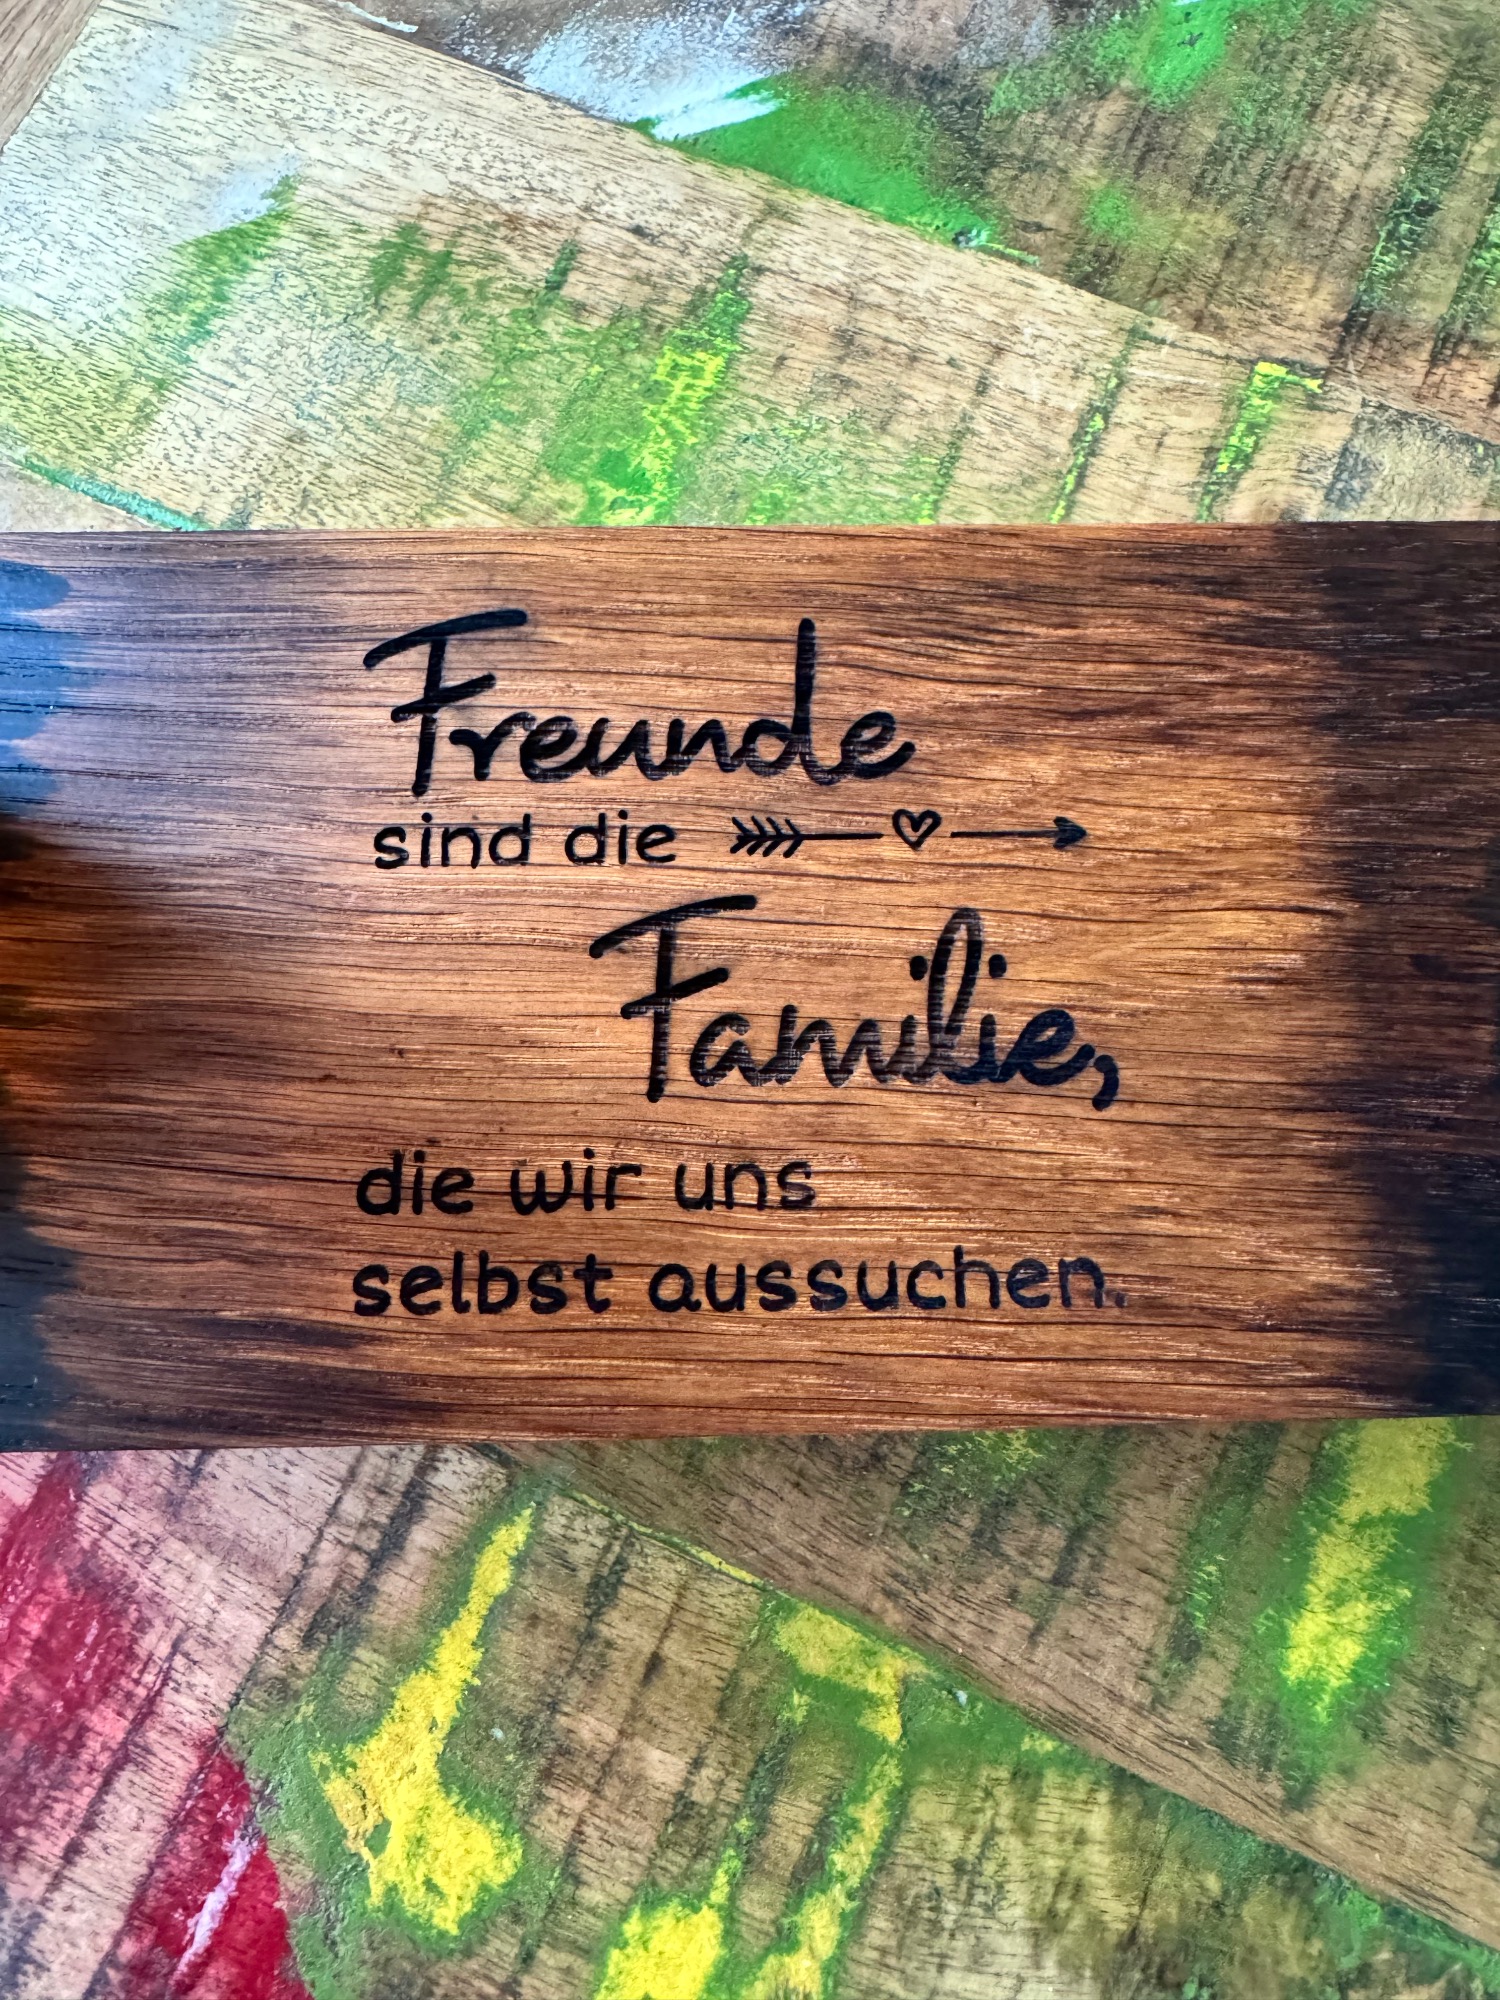 Freunde
sind die
Familie,
die wir uns
selbst aussuchen.